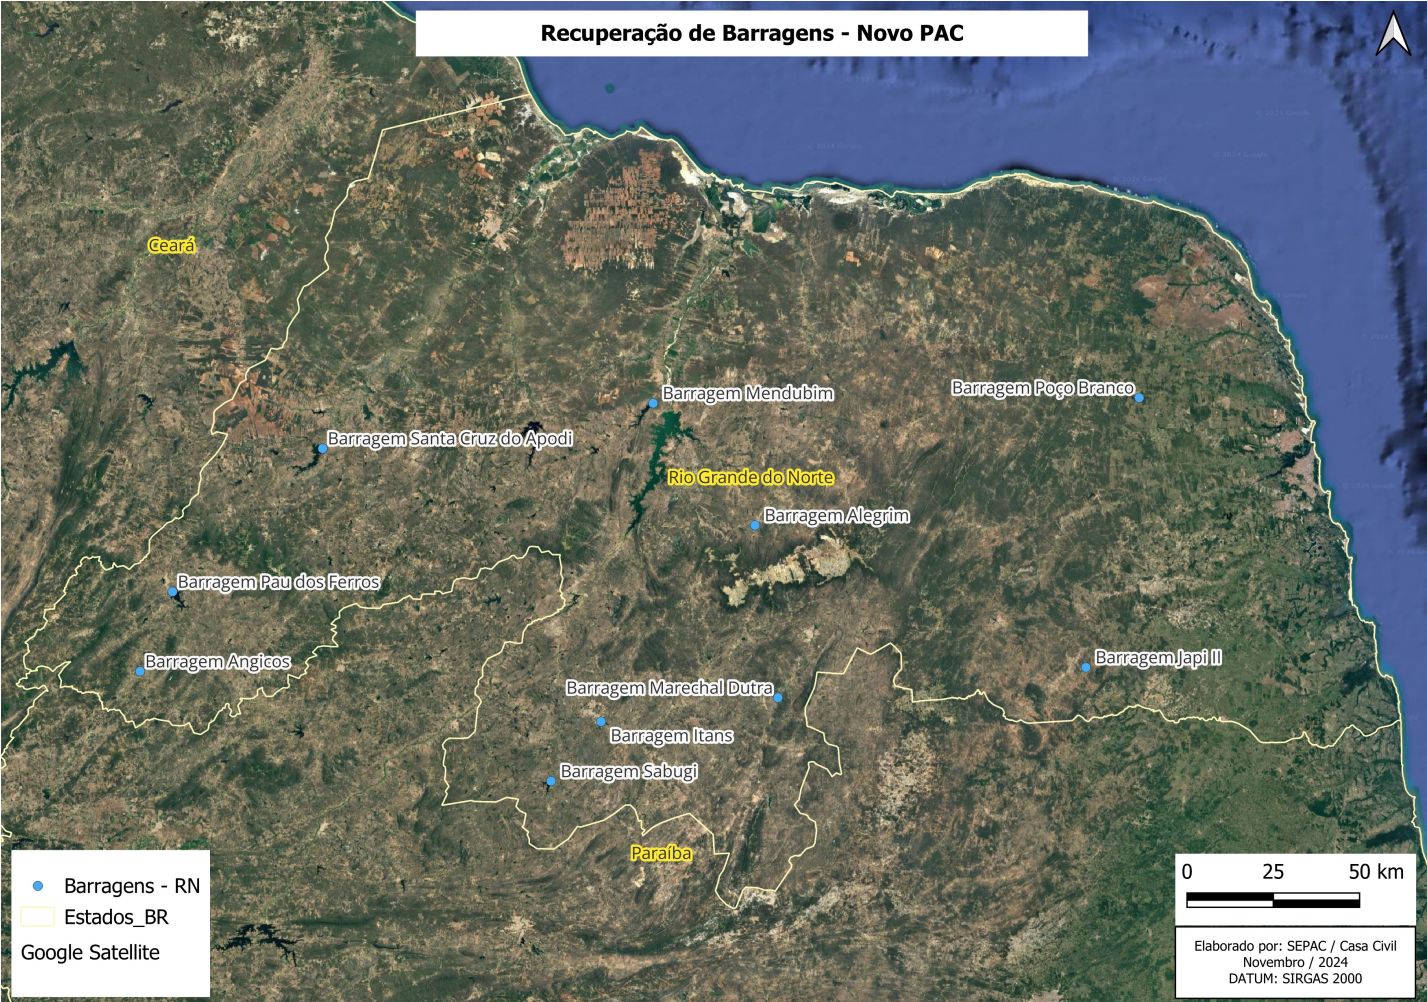 Recuperação de Barragens - Novo PAC
Ceará
Barragem Mendubim
Barragem Poço Branco
Barragem Santa Cruz do Apodi
Rio Grande do Norte
Barragem Alegrim
Barragem Pau dos Ferros
Barragem Angicos
Barragem Japi II
Barragem Marechal Dutra
Barragem Itans
Barragem Sabugi
Paraíba
Barragens - RN
Estados_BR
Google Satellite
0 25 50 km
Elaborado por: SEPAC / Casa Civil
Novembro / 2024
DATUM: SIRGAS 2000